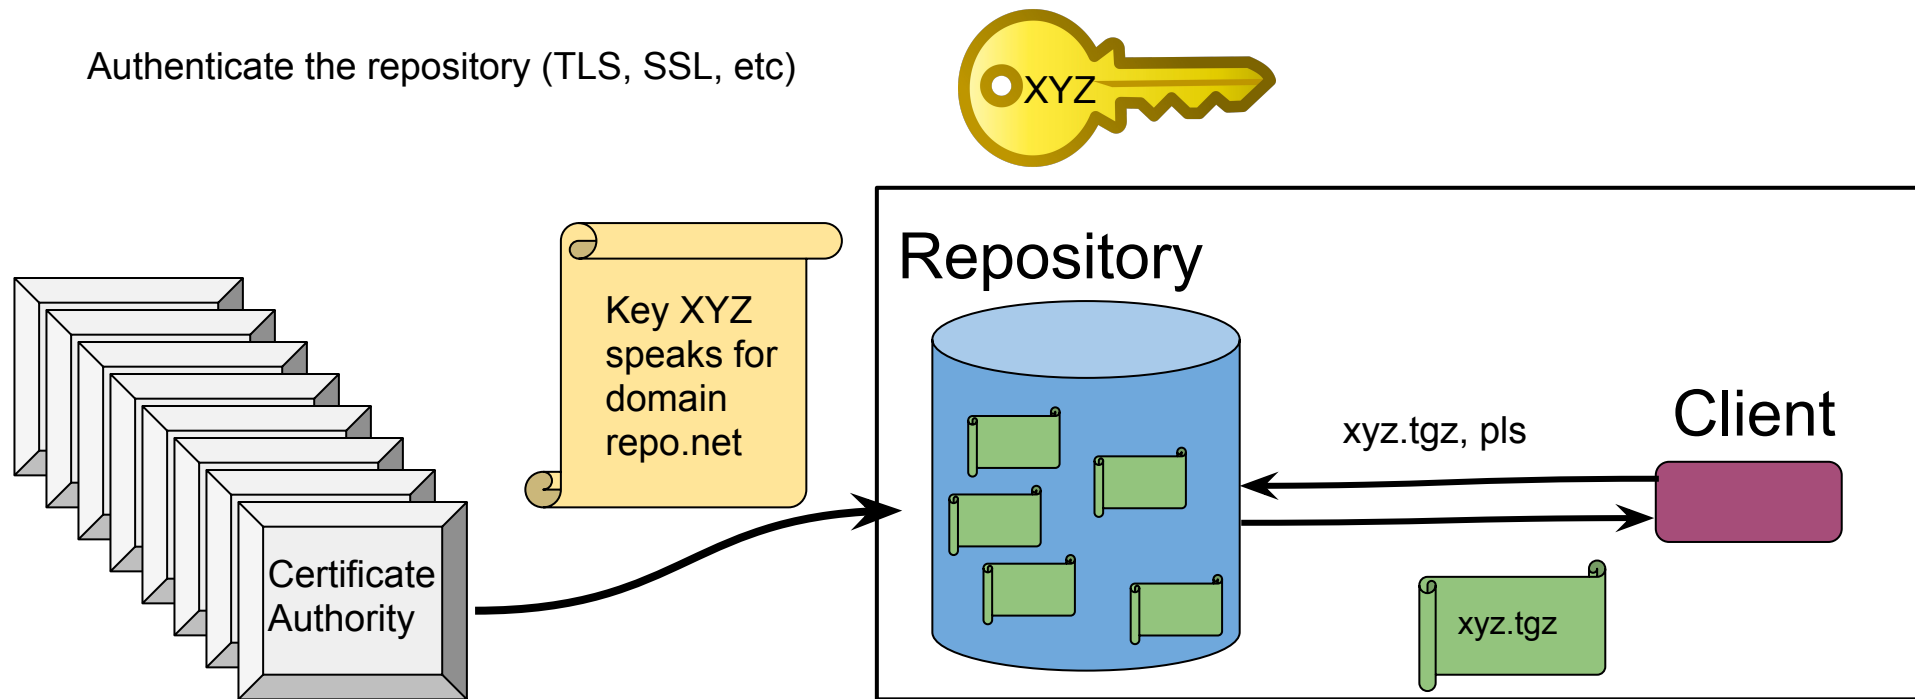 Authenticate the repository (TLS, SSL, etc)
XYZ
Repository
Key XYZ
speaks for
domain
repo.net
Client
xyz.tgz, pls
Certificate
Authority
xyz.tgz